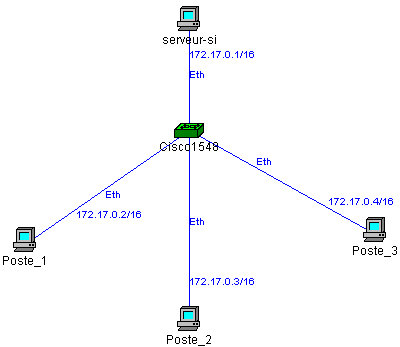 serveur-si
172.17.0.1/16
Eth
Cisco1548
Eth
172.17.0.4/16
Eth
172.17.0.2/16
Eth
Poste_3
Poste_1
172.17.0.3/16
Poste_2